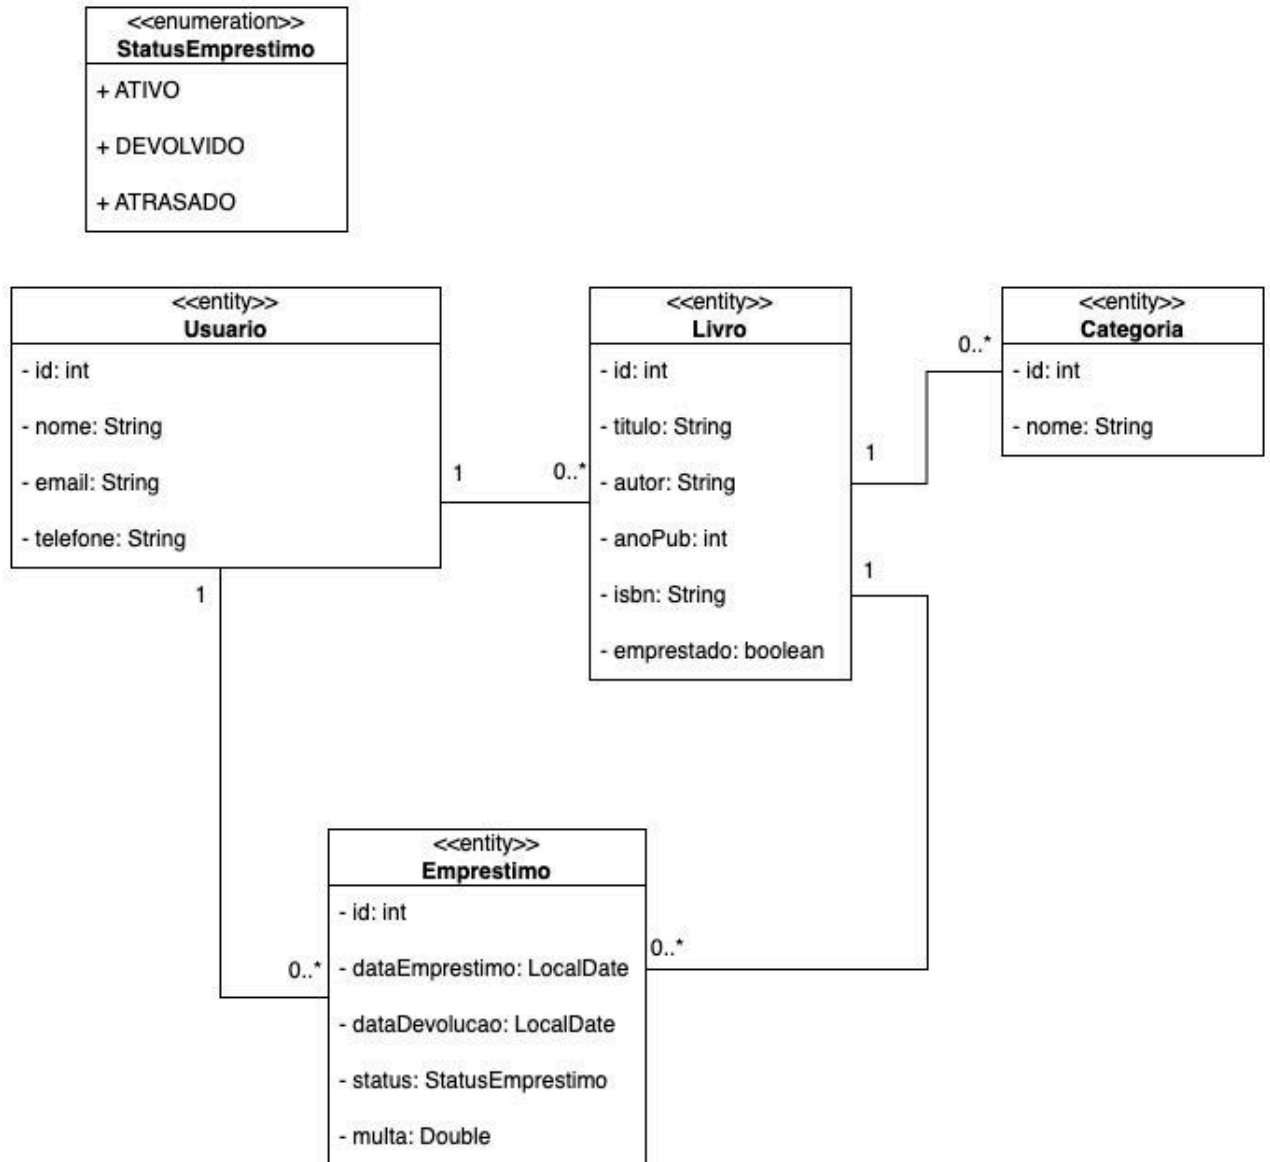 <<enumeration>>
StatusEmprestimo
+ ATIVO
+ DEVOLVIDO
+ ATRASADO
<<entity>>
Usuario
- id: int
- nome: String
- email: String
- telefone: String
1
0..*
1
<<entity>>
Livro
- id: int
- titulo: String
- autor: String
- anoPub: int
- isbn: String
- emprestado: boolean
1
0..*
1
<<entity>>
Categoria
- id: int
- nome: String
<<entity>>
Emprestimo
- id: int
- dataEmprestimo: LocalDate
- dataDevolucao: LocalDate
- status: StatusEmprestimo
- multa: Double
0..*
0..*